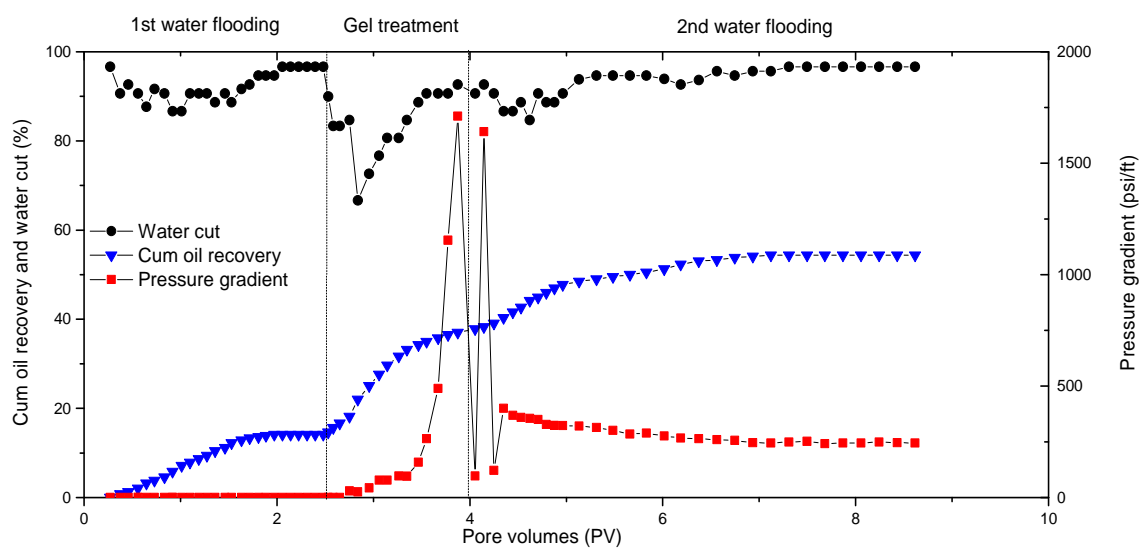 1st water flooding
Gel treatment
2nd water flooding
100
80
60
40
20
0
Cum oil recovery and water cut (%)
Water cut
Cum oil recovery
Pressure gradient
2000
1500
1000
500
0
Pressure gradient (psi/ft)
0 2 4 6 8 10
Pore volumes (PV)